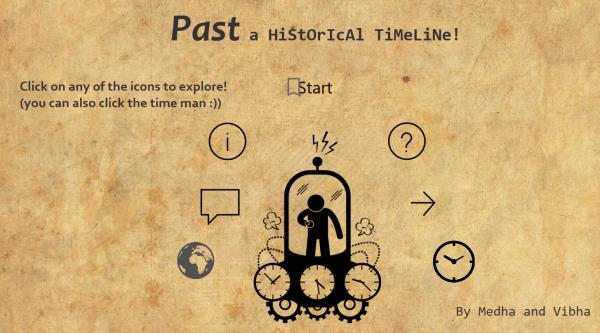 Past a HiStOrIcAl TiMeLiNe!
Click on any of the icons to explore!
(you can also click the time man :))
Start
i
?
By Medha and Vibha